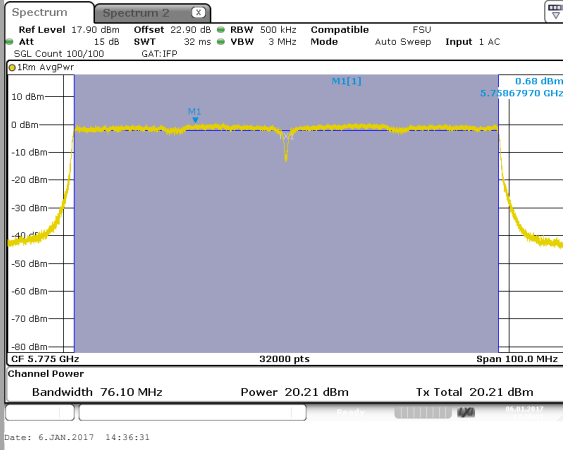 Spectrum
Spectrum 2 X
Ref Level 17.90 dBm Offset 22.90 dB RBW 500 kHz Compatible FSU
Att 15 dB SWT 32 ms VBW 3 MHz Mode Auto Sweep Input 1 AC
SGL Count 100/100 GAT:IFP
1Rm AvgPwr
M1[1] 0.68 dBm
5.75867970 GHz
10 dBm
M1
0 dBm
-10 dBm
-20 dBm
-30 dBm
-40 dBm
-50 dBm
-60 dBm
-70 dBm
-80 dBm
CF 5.775 GHz 32000 pts Span 100.0 MHz
Channel Power
Bandwidth 76.10 MHz Power 20.21 dBm Tx Total 20.21 dBm
Ready 06.01.2017
Date: 6.JAN.2017 14:36:31